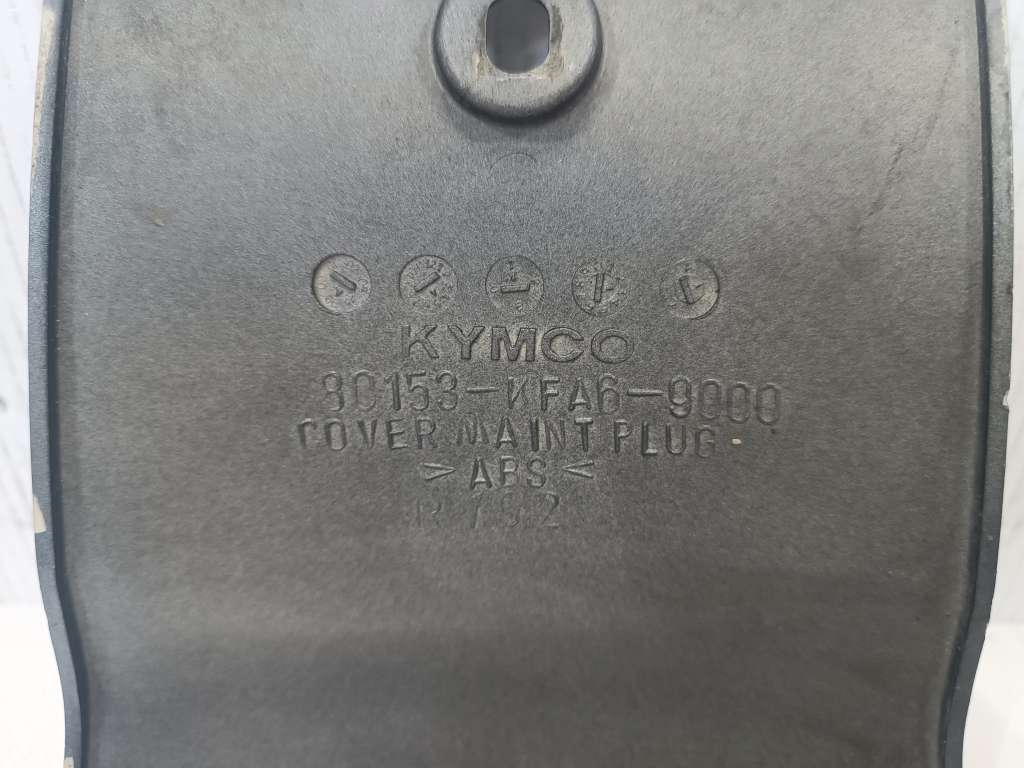 KYMCO
80153-KFA6-9000
COVER MAINT PLUG
>ABS<